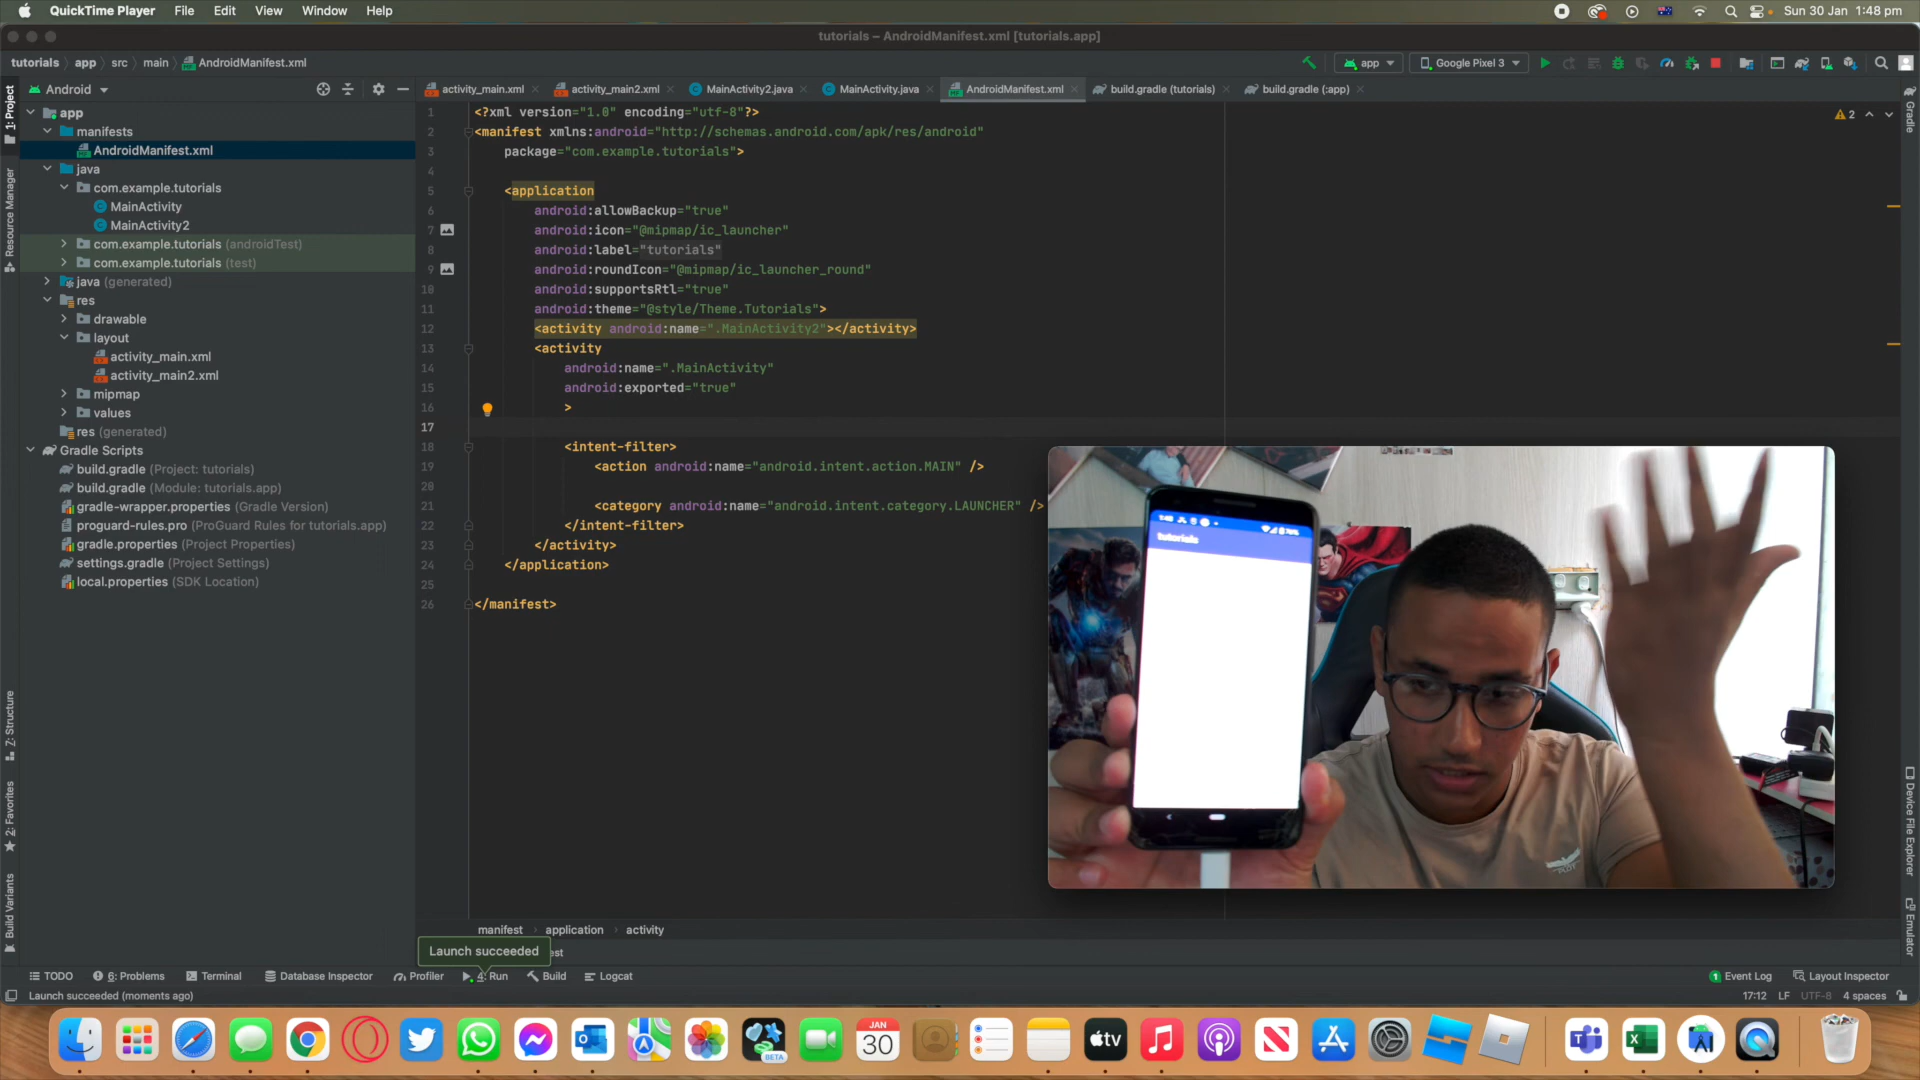 QuickTime Player File Edit View Window Help
Sun 30 Jan 1:48 pm
tutorials – AndroidManifest.xml [tutorials.app]
tutorials app src main AndroidManifest.xml
app Google Pixel 3
Android
activity_main.xml activity_main2.xml MainActivity2.java MainActivity.java AndroidManifest.xml build.gradle (tutorials) build.gradle (:app)
1: Project
Resource Manager
Z: Structure
2: Favorites
Build Variants
app
manifests
AndroidManifest.xml
java
com.example.tutorials
MainActivity
MainActivity2
com.example.tutorials (androidTest)
com.example.tutorials (test)
java (generated)
res
drawable
layout
activity_main.xml
activity_main2.xml
mipmap
values
res (generated)
Gradle Scripts
build.gradle (Project: tutorials)
build.gradle (Module: tutorials.app)
gradle-wrapper.properties (Gradle Version)
proguard-rules.pro (ProGuard Rules for tutorials.app)
gradle.properties (Project Properties)
settings.gradle (Project Settings)
local.properties (SDK Location)
1 <?xml version="1.0" encoding="utf-8"?>
2 <manifest xmlns:android="http://schemas.android.com/apk/res/android"
3 package="com.example.tutorials">
4
5 <application
6 android:allowBackup="true"
7 android:icon="@mipmap/ic_launcher"
8 android:label="tutorials"
9 android:roundIcon="@mipmap/ic_launcher_round"
10 android:supportsRtl="true"
11 android:theme="@style/Theme.Tutorials">
12 <activity android:name=".MainActivity2"></activity>
13 <activity
14 android:name=".MainActivity"
15 android:exported="true"
16 >
17
18 <intent-filter>
19 <action android:name="android.intent.action.MAIN" />
20
21 <category android:name="android.intent.category.LAUNCHER" />
22 </intent-filter>
23 </activity>
24 </application>
25
26 </manifest>
2
Gradle
Device File Explorer
Emulator
tutorials
manifest application activity
Launch succeeded
est
TODO 6: Problems Terminal Database Inspector Profiler 4: Run Build Logcat
1 Event Log Layout Inspector
Launch succeeded (moments ago)
17:12 LF UTF-8 4 spaces
BETA
JAN
30
tv